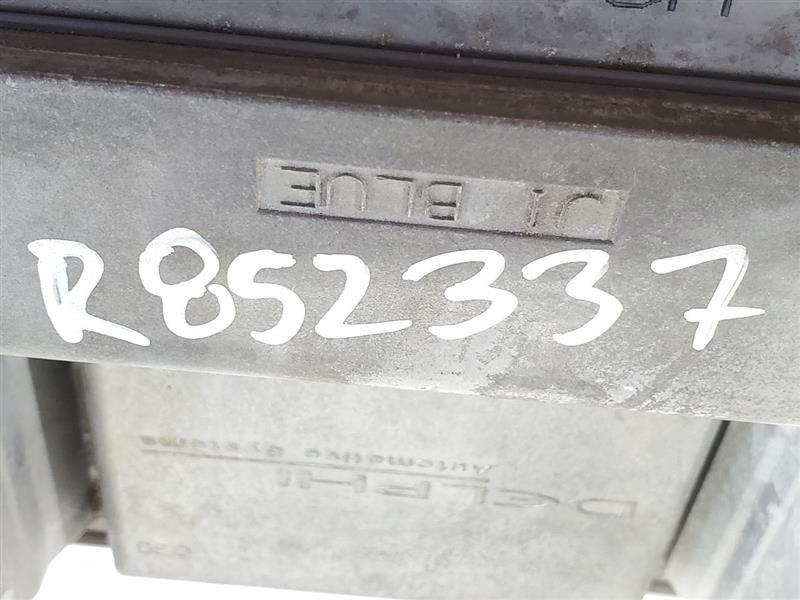 J1 BLUE
R852337
DELPHI
Automotive Systems